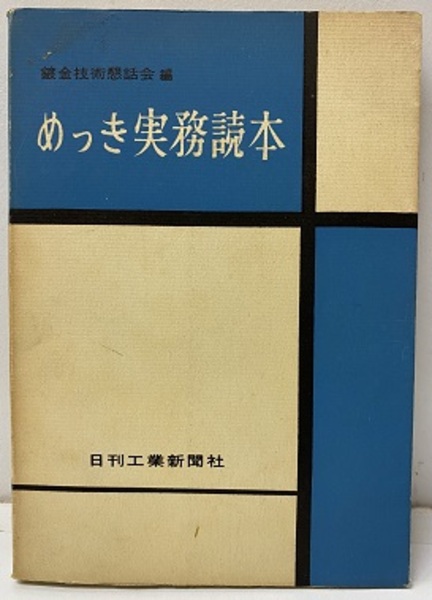 鍍金技術懇話会 編
めっき実務読本
日刊工業新聞社